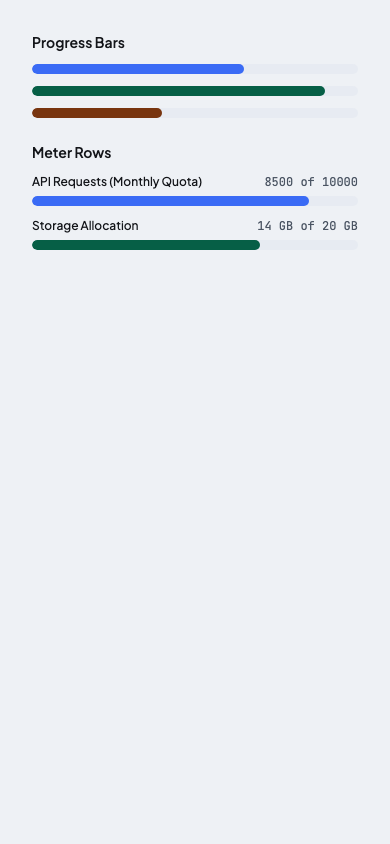 Progress Bars
Meter Rows
API Requests (Monthly Quota) 8500 of 10000
Storage Allocation 14 GB of 20 GB